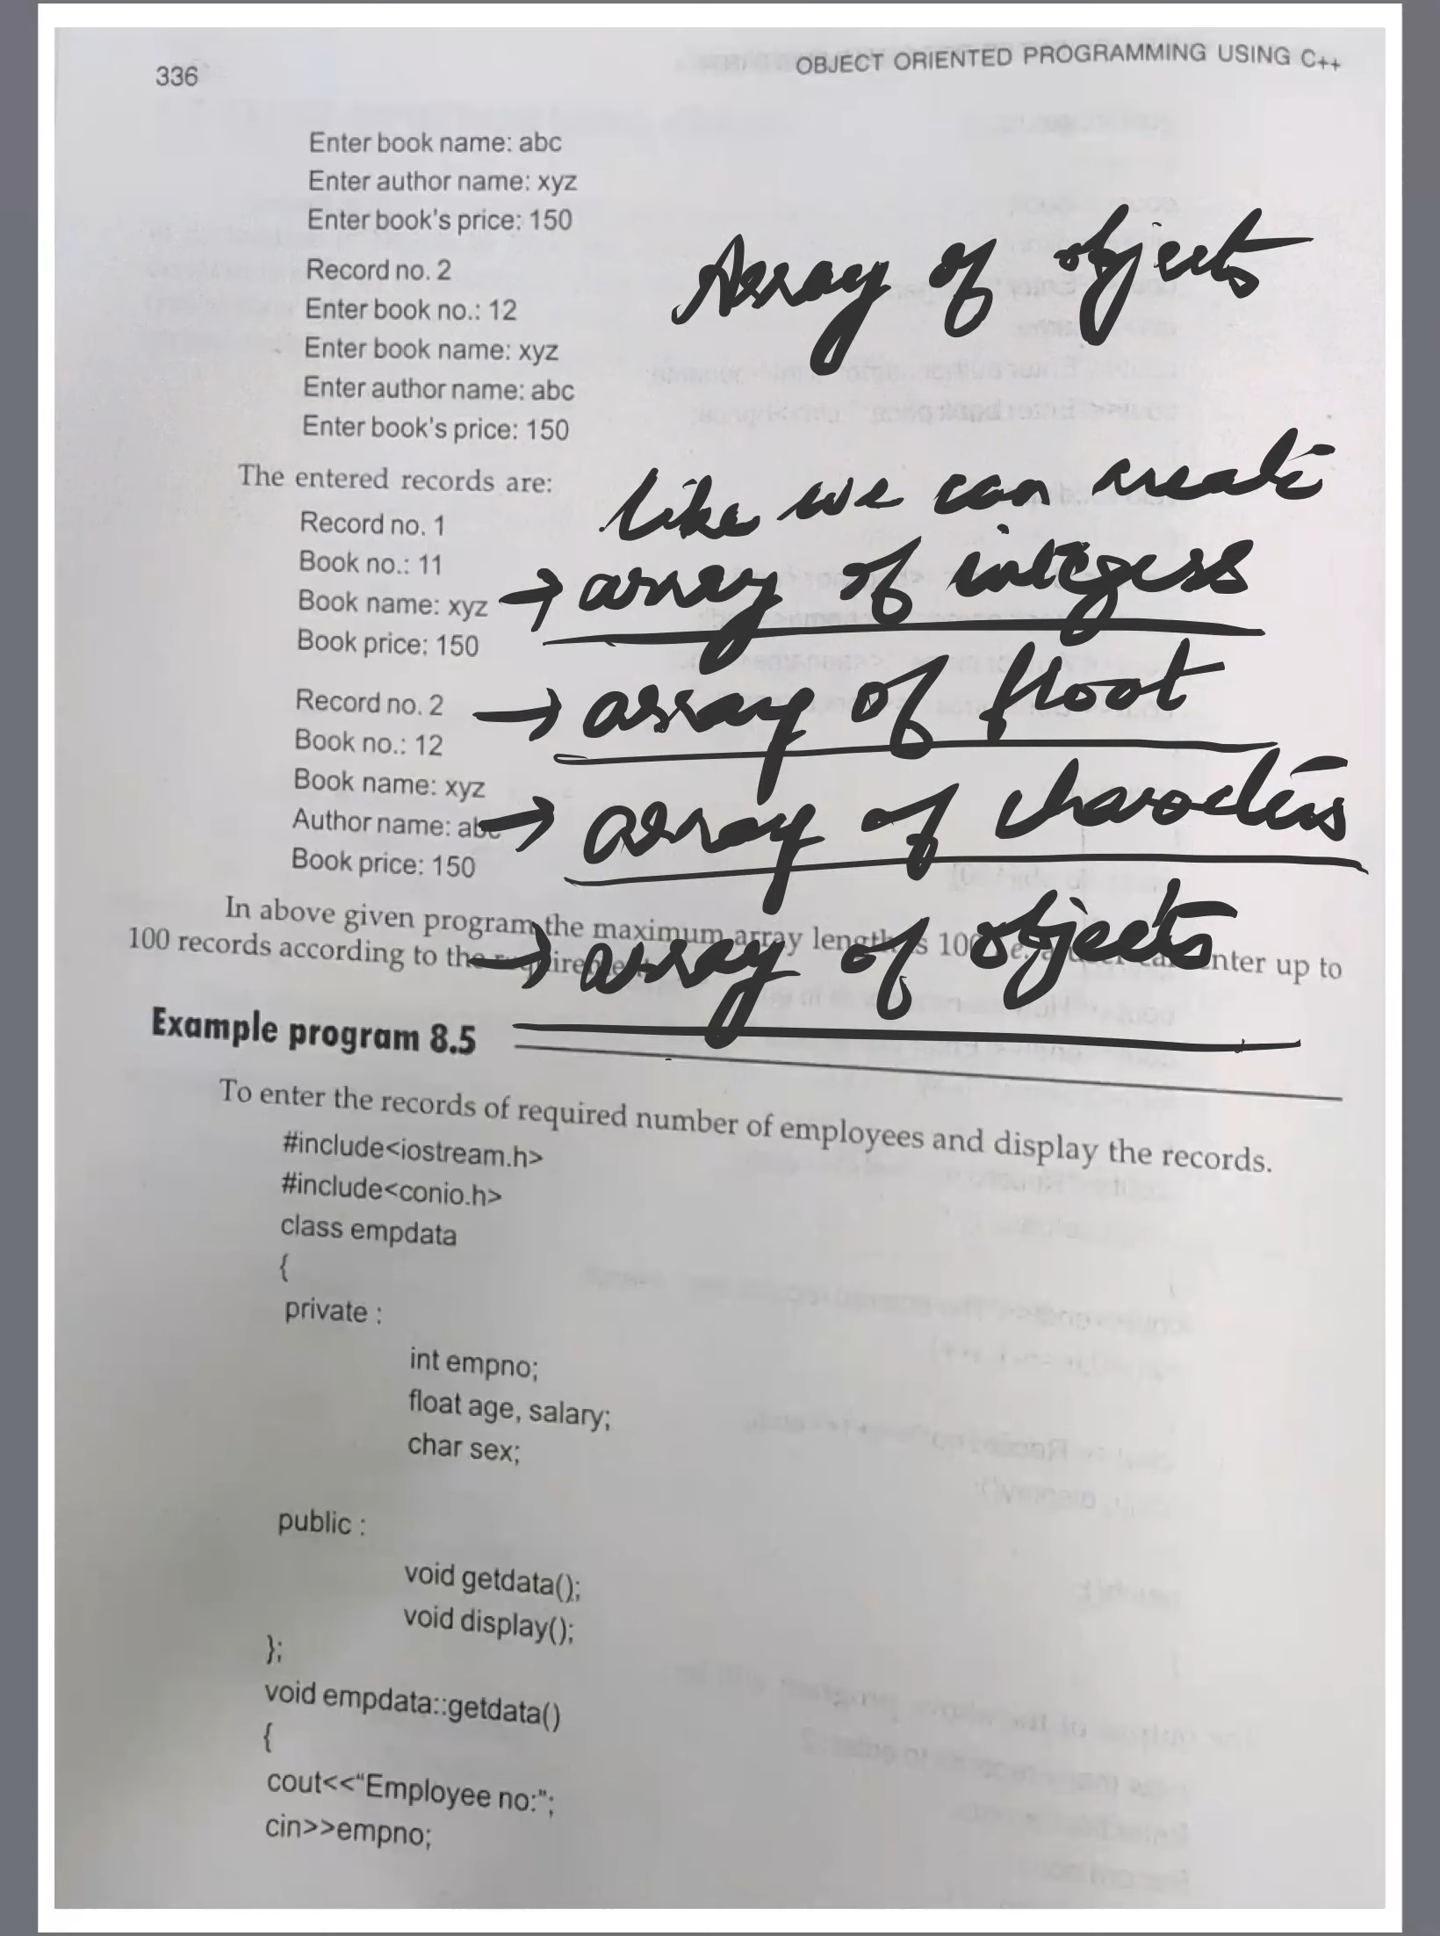 336
OBJECT ORIENTED PROGRAMMING USING C++
Enter book name: abc
Enter author name: xyz
Enter book's price: 150
Record no. 2
Enter book no.: 12
Enter book name: xyz
Enter author name: abc
Enter book's price: 150
Array of objects
The entered records are:
Record no. 1
Book no.: 11
Book name: xyz
Book price: 150
Record no. 2
Book no.: 12
Book name: xyz
Author name: abc
Book price: 150
like we can create
→ array of integers
→ array of float
→ array of characters
→ array of objects
In above given program the maximum array length is 100 enter up to
100 records according to the
Example program 8.5
To enter the records of required number of employees and display the records.
#include<iostream.h>
#include<conio.h>
class empdata
{
private :
int empno;
float age, salary;
char sex;
public :
void getdata();
void display();
};
void empdata::getdata()
{
cout<<“Employee no:”;
cin>>empno;